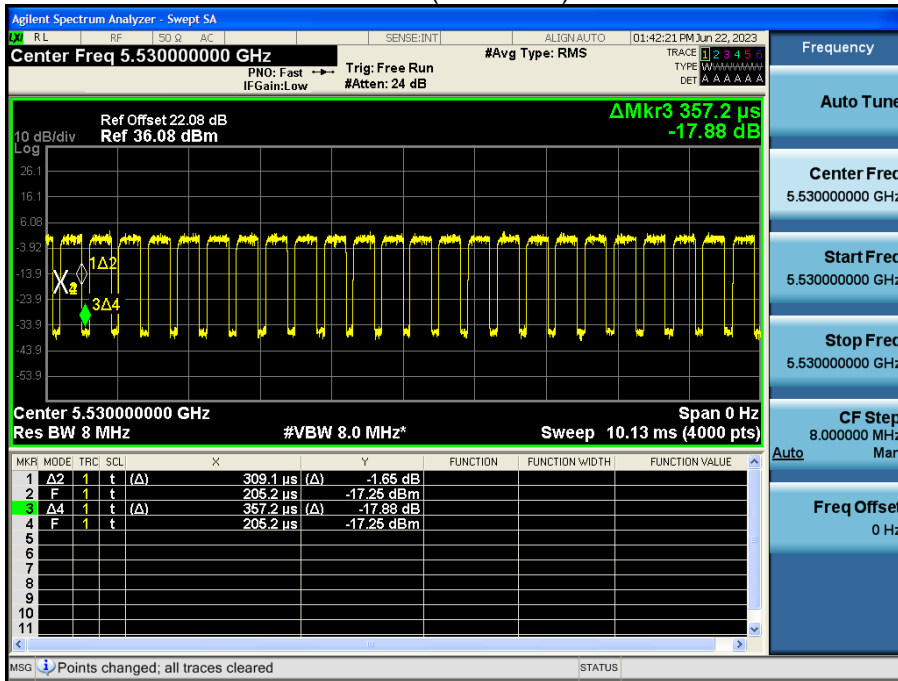 Agilent Spectrum Analyzer - Swept SA
LXI RL RF 50 Ω AC SENSE:INT ALIGNAUTO 01:42:21 PM Jun 22, 2023
Center Freq 5.530000000 GHz #Avg Type: RMS TRACE 1 2 3 4 5 6
PNO: Fast Trig: Free Run TYPE WWWWWW
IFGain:Low #Atten: 24 dB DET A A A A A A
Frequency
ΔMkr3 357.2 µs
-17.88 dB
Ref Offset 22.08 dB
10 dB/div Ref 36.08 dBm
Log
26.1
16.1
6.08
-3.92
-13.9
-23.9
-33.9
-43.9
-53.9
1Δ2
X
3Δ4
Center 5.530000000 GHz Span 0 Hz
Res BW 8 MHz #VBW 8.0 MHz* Sweep 10.13 ms (4000 pts)
MKR MODE TRC SCL X Y FUNCTION FUNCTION WIDTH FUNCTION VALUE
1 Δ2 1 t (Δ) 309.1 µs (Δ) -1.65 dB
2 F 1 t 205.2 µs -17.25 dBm
3 Δ4 1 t (Δ) 357.2 µs (Δ) -17.88 dB
4 F 1 t 205.2 µs -17.25 dBm
5
6
7
8
9
10
11
MSG Points changed; all traces cleared STATUS
Auto Tune
Center Freq
5.530000000 GHz
Start Freq
5.530000000 GHz
Stop Freq
5.530000000 GHz
CF Step
8.000000 MHz
Auto Man
Freq Offset
0 Hz